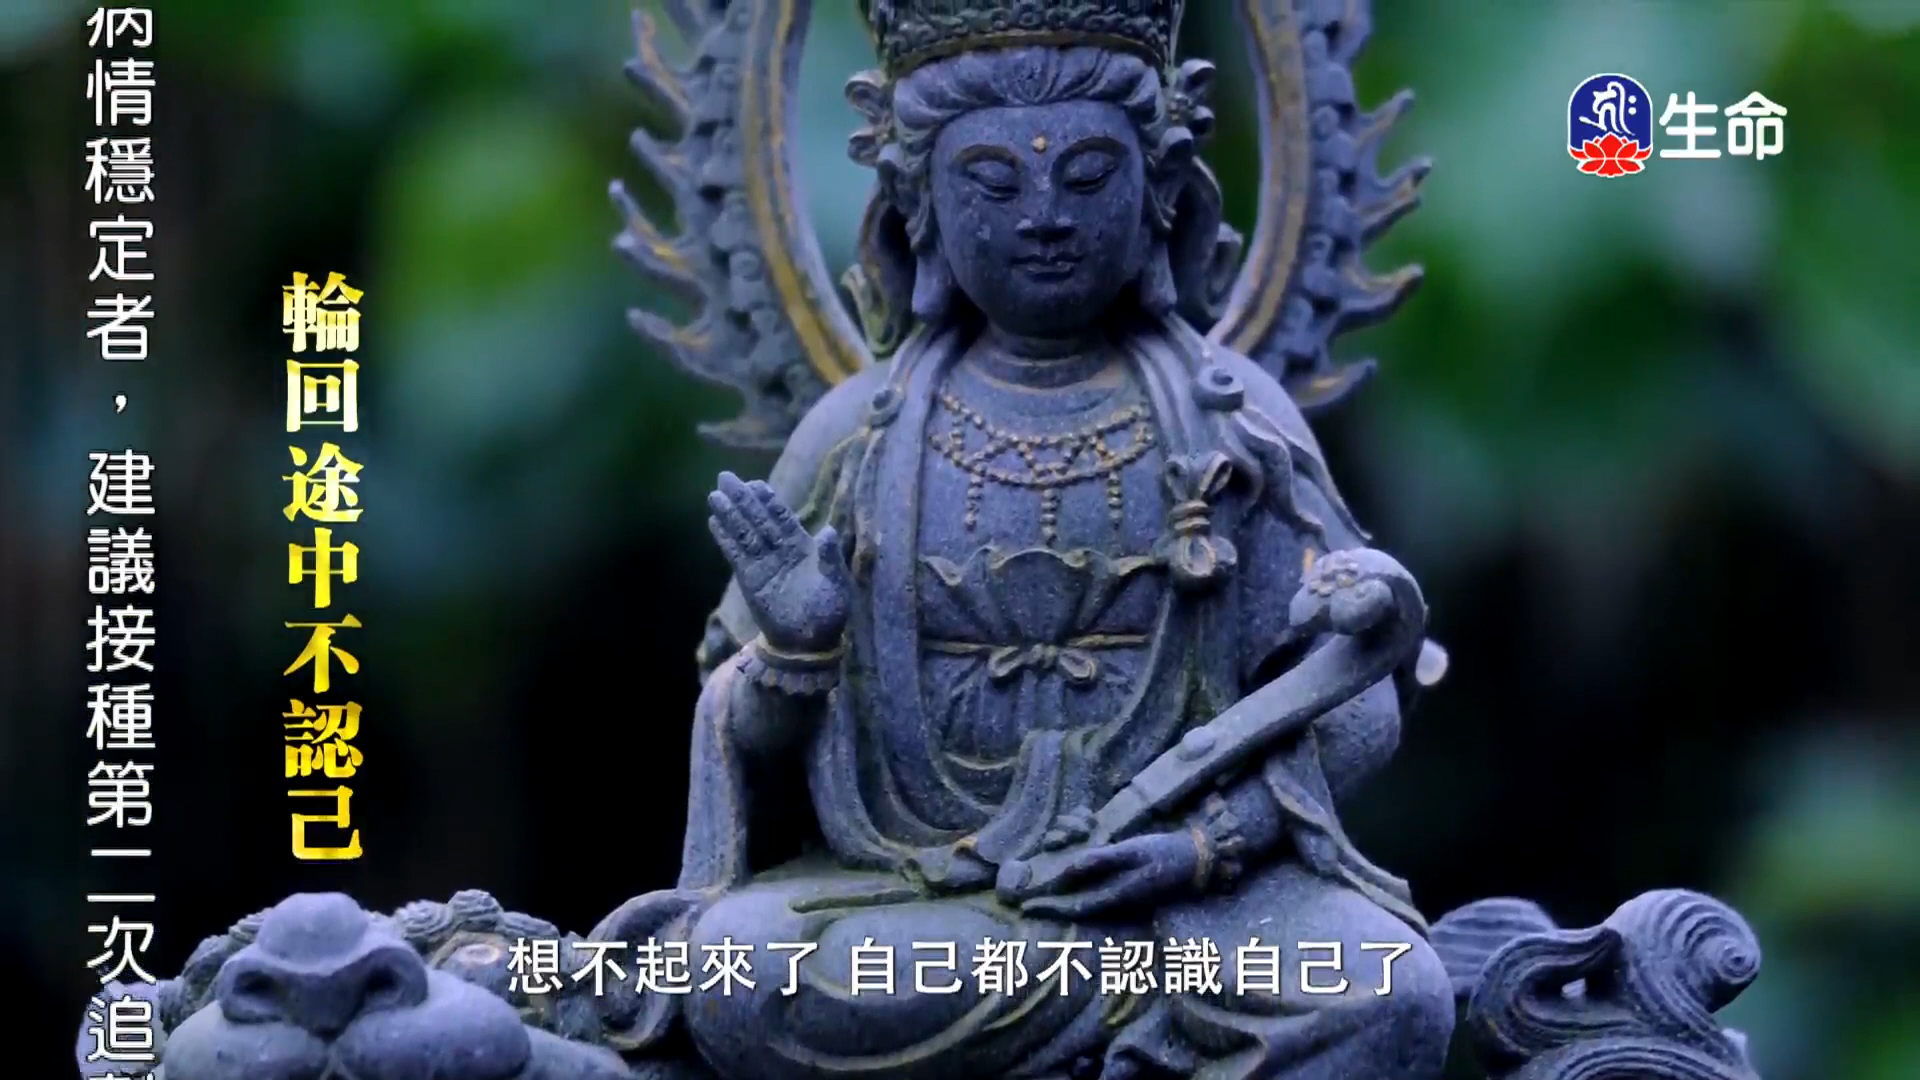 病情穩定者，建議接種第二次追
輪回途中不認己
生命
想不起來了 自己都不認識自己了